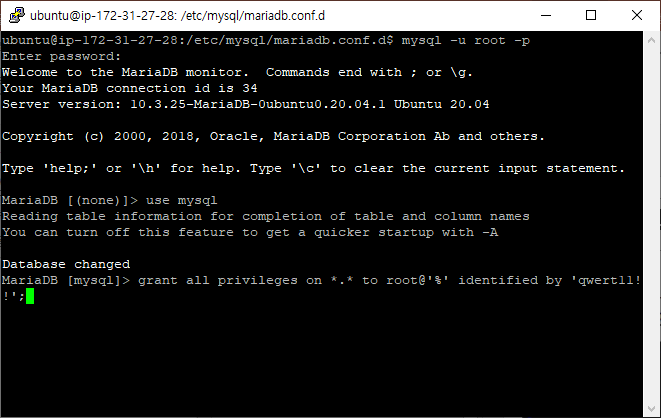 ubuntu@ip-172-31-27-28: /etc/mysql/mariadb.conf.d
ubuntu@ip-172-31-27-28:/etc/mysql/mariadb.conf.d$ mysql -u root -p
Enter password:
Welcome to the MariaDB monitor.  Commands end with ; or \g.
Your MariaDB connection id is 34
Server version: 10.3.25-MariaDB-0ubuntu0.20.04.1 Ubuntu 20.04
Copyright (c) 2000, 2018, Oracle, MariaDB Corporation Ab and others.
Type 'help;' or '\h' for help. Type '\c' to clear the current input statement.
MariaDB [(none)]> use mysql
Reading table information for completion of table and column names
You can turn off this feature to get a quicker startup with -A
Database changed
MariaDB [mysql]> grant all privileges on *.* to root@'%' identified by 'qwert11!
!';